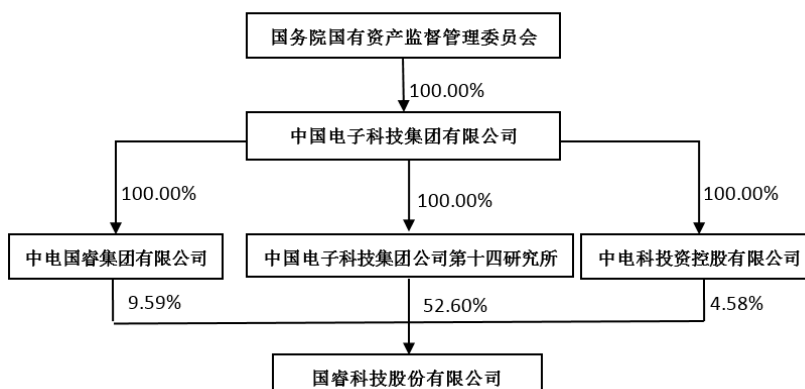 国务院国有资产监督管理委员会
100.00%
中国电子科技集团有限公司
100.00%
100.00%
100.00%
中电国睿集团有限公司
中国电子科技集团公司第十四研究所
中电科投资控股有限公司
9.59%
52.60%
4.58%
国睿科技股份有限公司